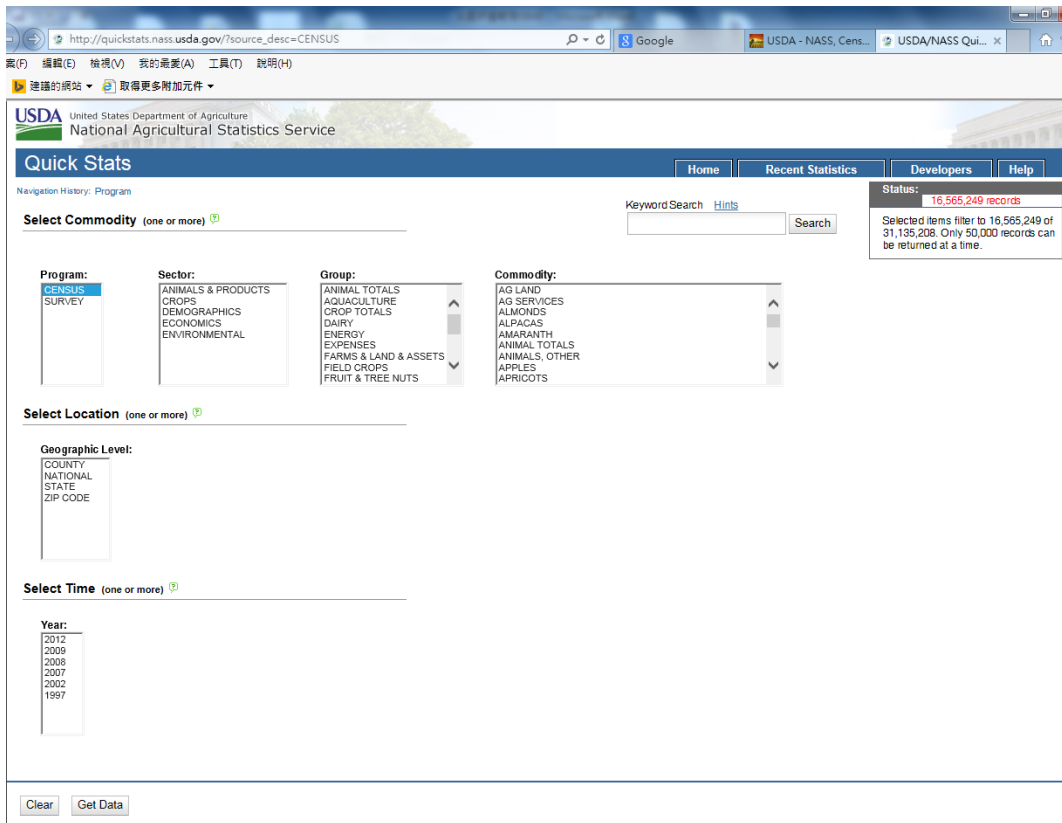 http://quickstats.nass.usda.gov/?source_desc=CENSUS
Google
USDA - NASS, Cens...
USDA/NASS Qui...
案(F) 編輯(E) 檢視(V) 我的最愛(A) 工具(T) 說明(H)
建議的網站 取得更多附加元件
USDA United States Department of Agriculture
National Agricultural Statistics Service
Quick Stats
Home
Recent Statistics
Developers
Help
Navigation History: Program
Status:
16,565,249 records
Selected items filter to 16,565,249 of
31,135,208. Only 50,000 records can
be returned at a time.
Select Commodity (one or more)
Keyword Search Hints
Search
Program:
CENSUS
SURVEY
Sector:
ANIMALS & PRODUCTS
CROPS
DEMOGRAPHICS
ECONOMICS
ENVIRONMENTAL
Group:
ANIMAL TOTALS
AQUACULTURE
CROP TOTALS
DAIRY
ENERGY
EXPENSES
FARMS & LAND & ASSETS
FIELD CROPS
FRUIT & TREE NUTS
Commodity:
AG LAND
AG SERVICES
ALMONDS
ALPACAS
AMARANTH
ANIMAL TOTALS
ANIMALS, OTHER
APPLES
APRICOTS
Select Location (one or more)
Geographic Level:
COUNTY
NATIONAL
STATE
ZIP CODE
Select Time (one or more)
Year:
2012
2009
2008
2007
2002
1997
Clear
Get Data